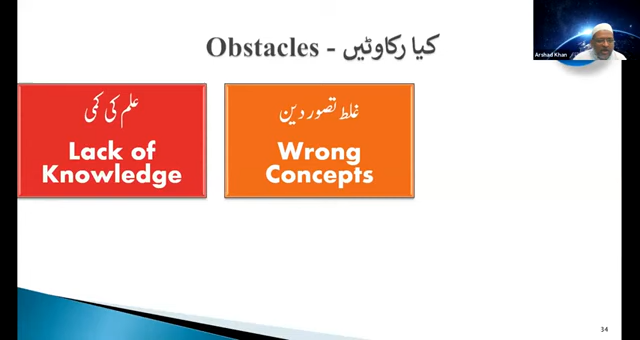 کیا رکاوٹیں - Obstacles
علم کی کمی
Lack of
Knowledge
غلط تصور دین
Wrong
Concepts
Arshad Khan
34